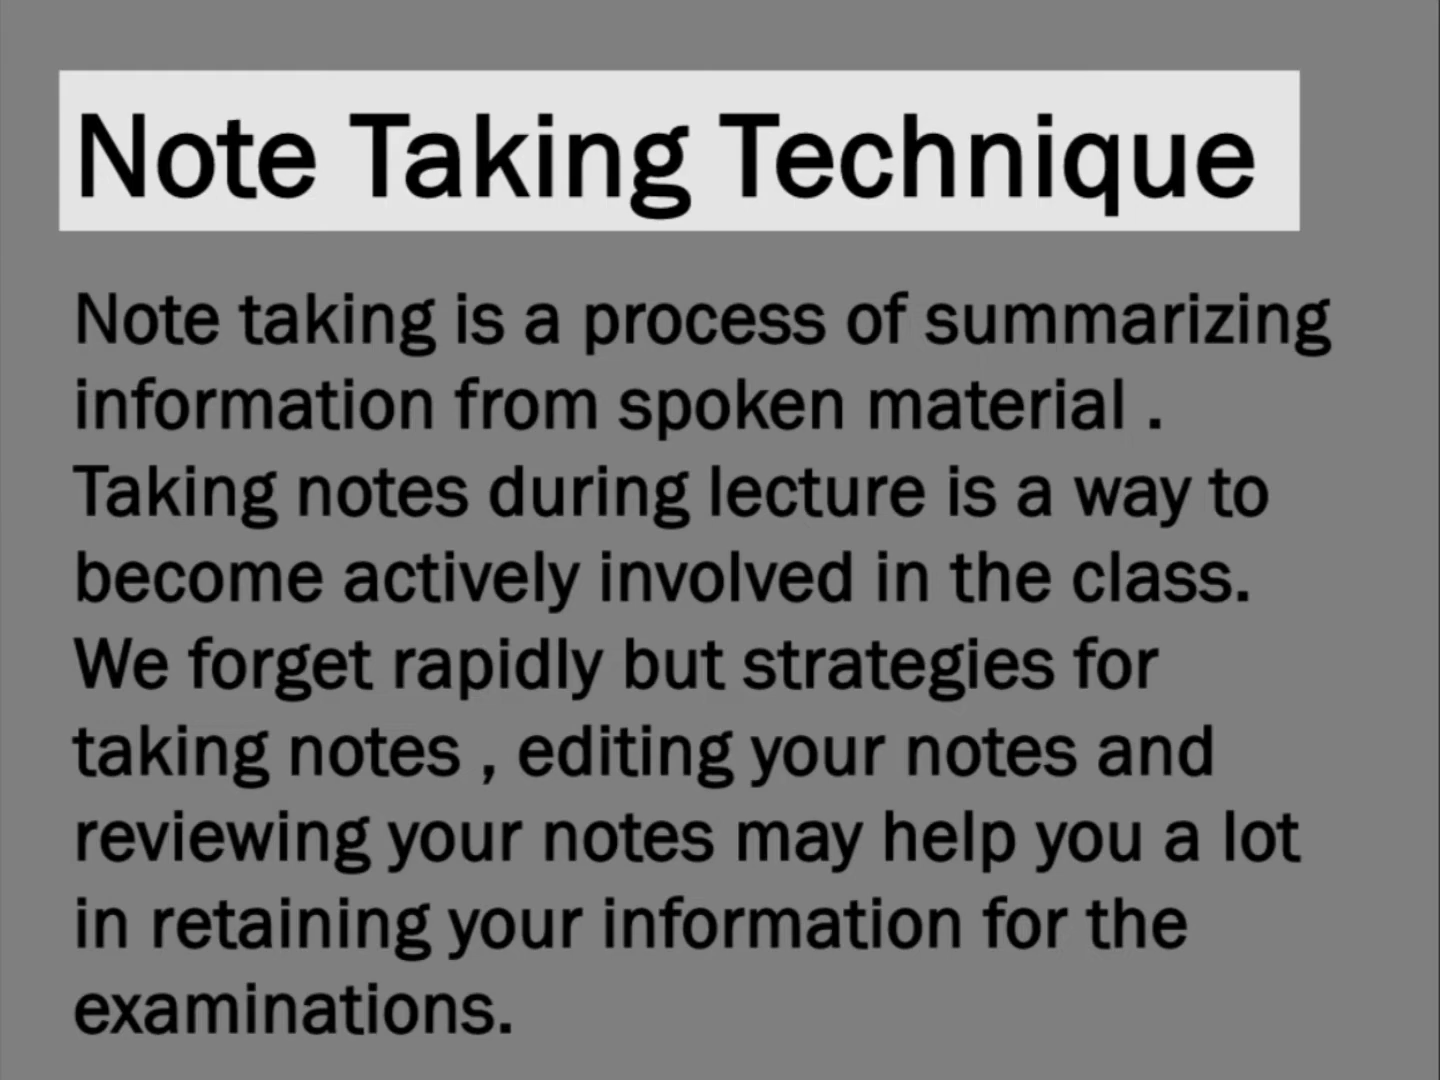 Note Taking Technique
Note taking is a process of summarizing
information from spoken material .
Taking notes during lecture is a way to
become actively involved in the class.
We forget rapidly but strategies for
taking notes , editing your notes and
reviewing your notes may help you a lot
in retaining your information for the
examinations.